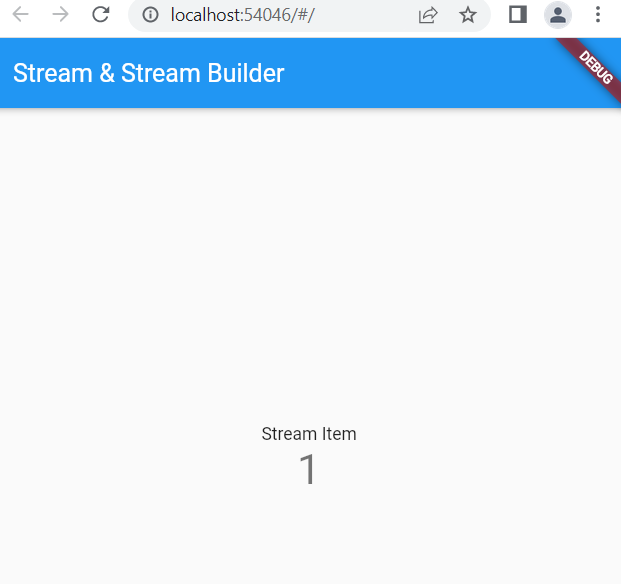 localhost:54046/#/
Stream & Stream Builder
DEBUG
Stream Item
1